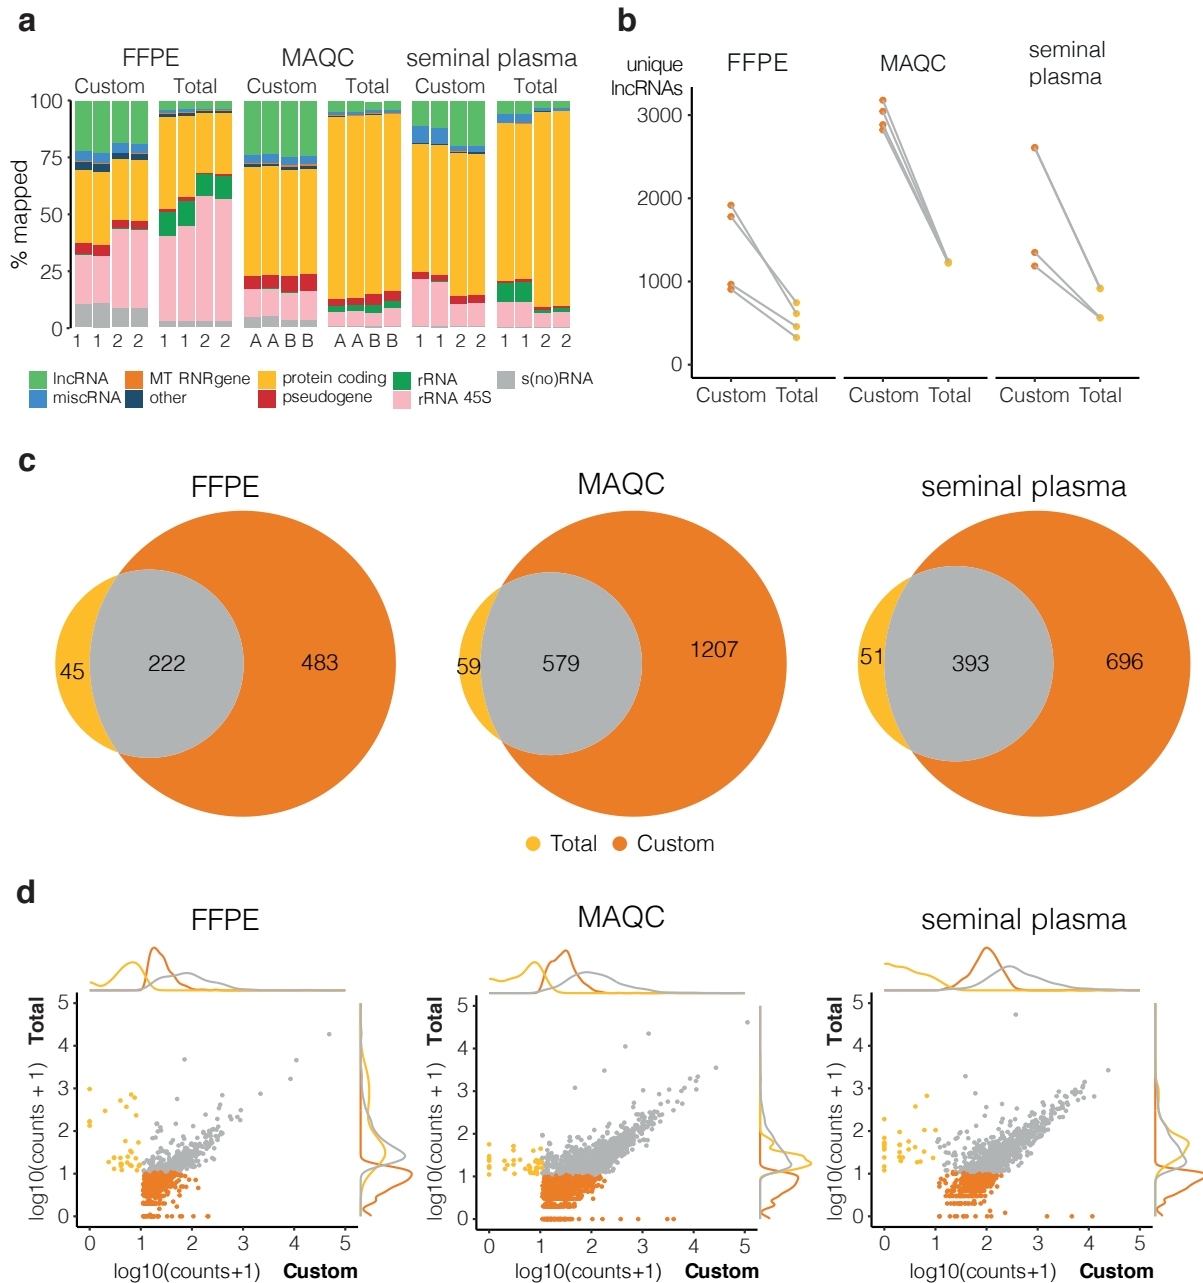 a
FFPE MAQC seminal plasma
Custom Total Custom Total Custom Total
% mapped
100
75
50
25
0
1 1 2 2 1 1 2 2 A A B B A A B B 1 1 2 2 1 1 2 2
lncRNA MT RNRgene protein coding rRNA s(no)RNA
miscRNA other pseudogene rRNA 45S
b
unique
lncRNAs
FFPE MAQC seminal
plasma
3000
2000
1000
0
Custom Total Custom Total Custom Total
c
FFPE MAQC seminal plasma
45 222 483
59 579 1207
51 393 696
Total Custom
d
FFPE MAQC seminal plasma
log10(counts + 1) Total
5
4
3
2
1
0
0 1 2 3 4 5
log10(counts+1) Custom
log10(counts + 1) Total
5
4
3
2
1
0
0 1 2 3 4 5
log10(counts+1) Custom
log10(counts + 1) Total
5
4
3
2
1
0
0 1 2 3 4 5
log10(counts+1) Custom